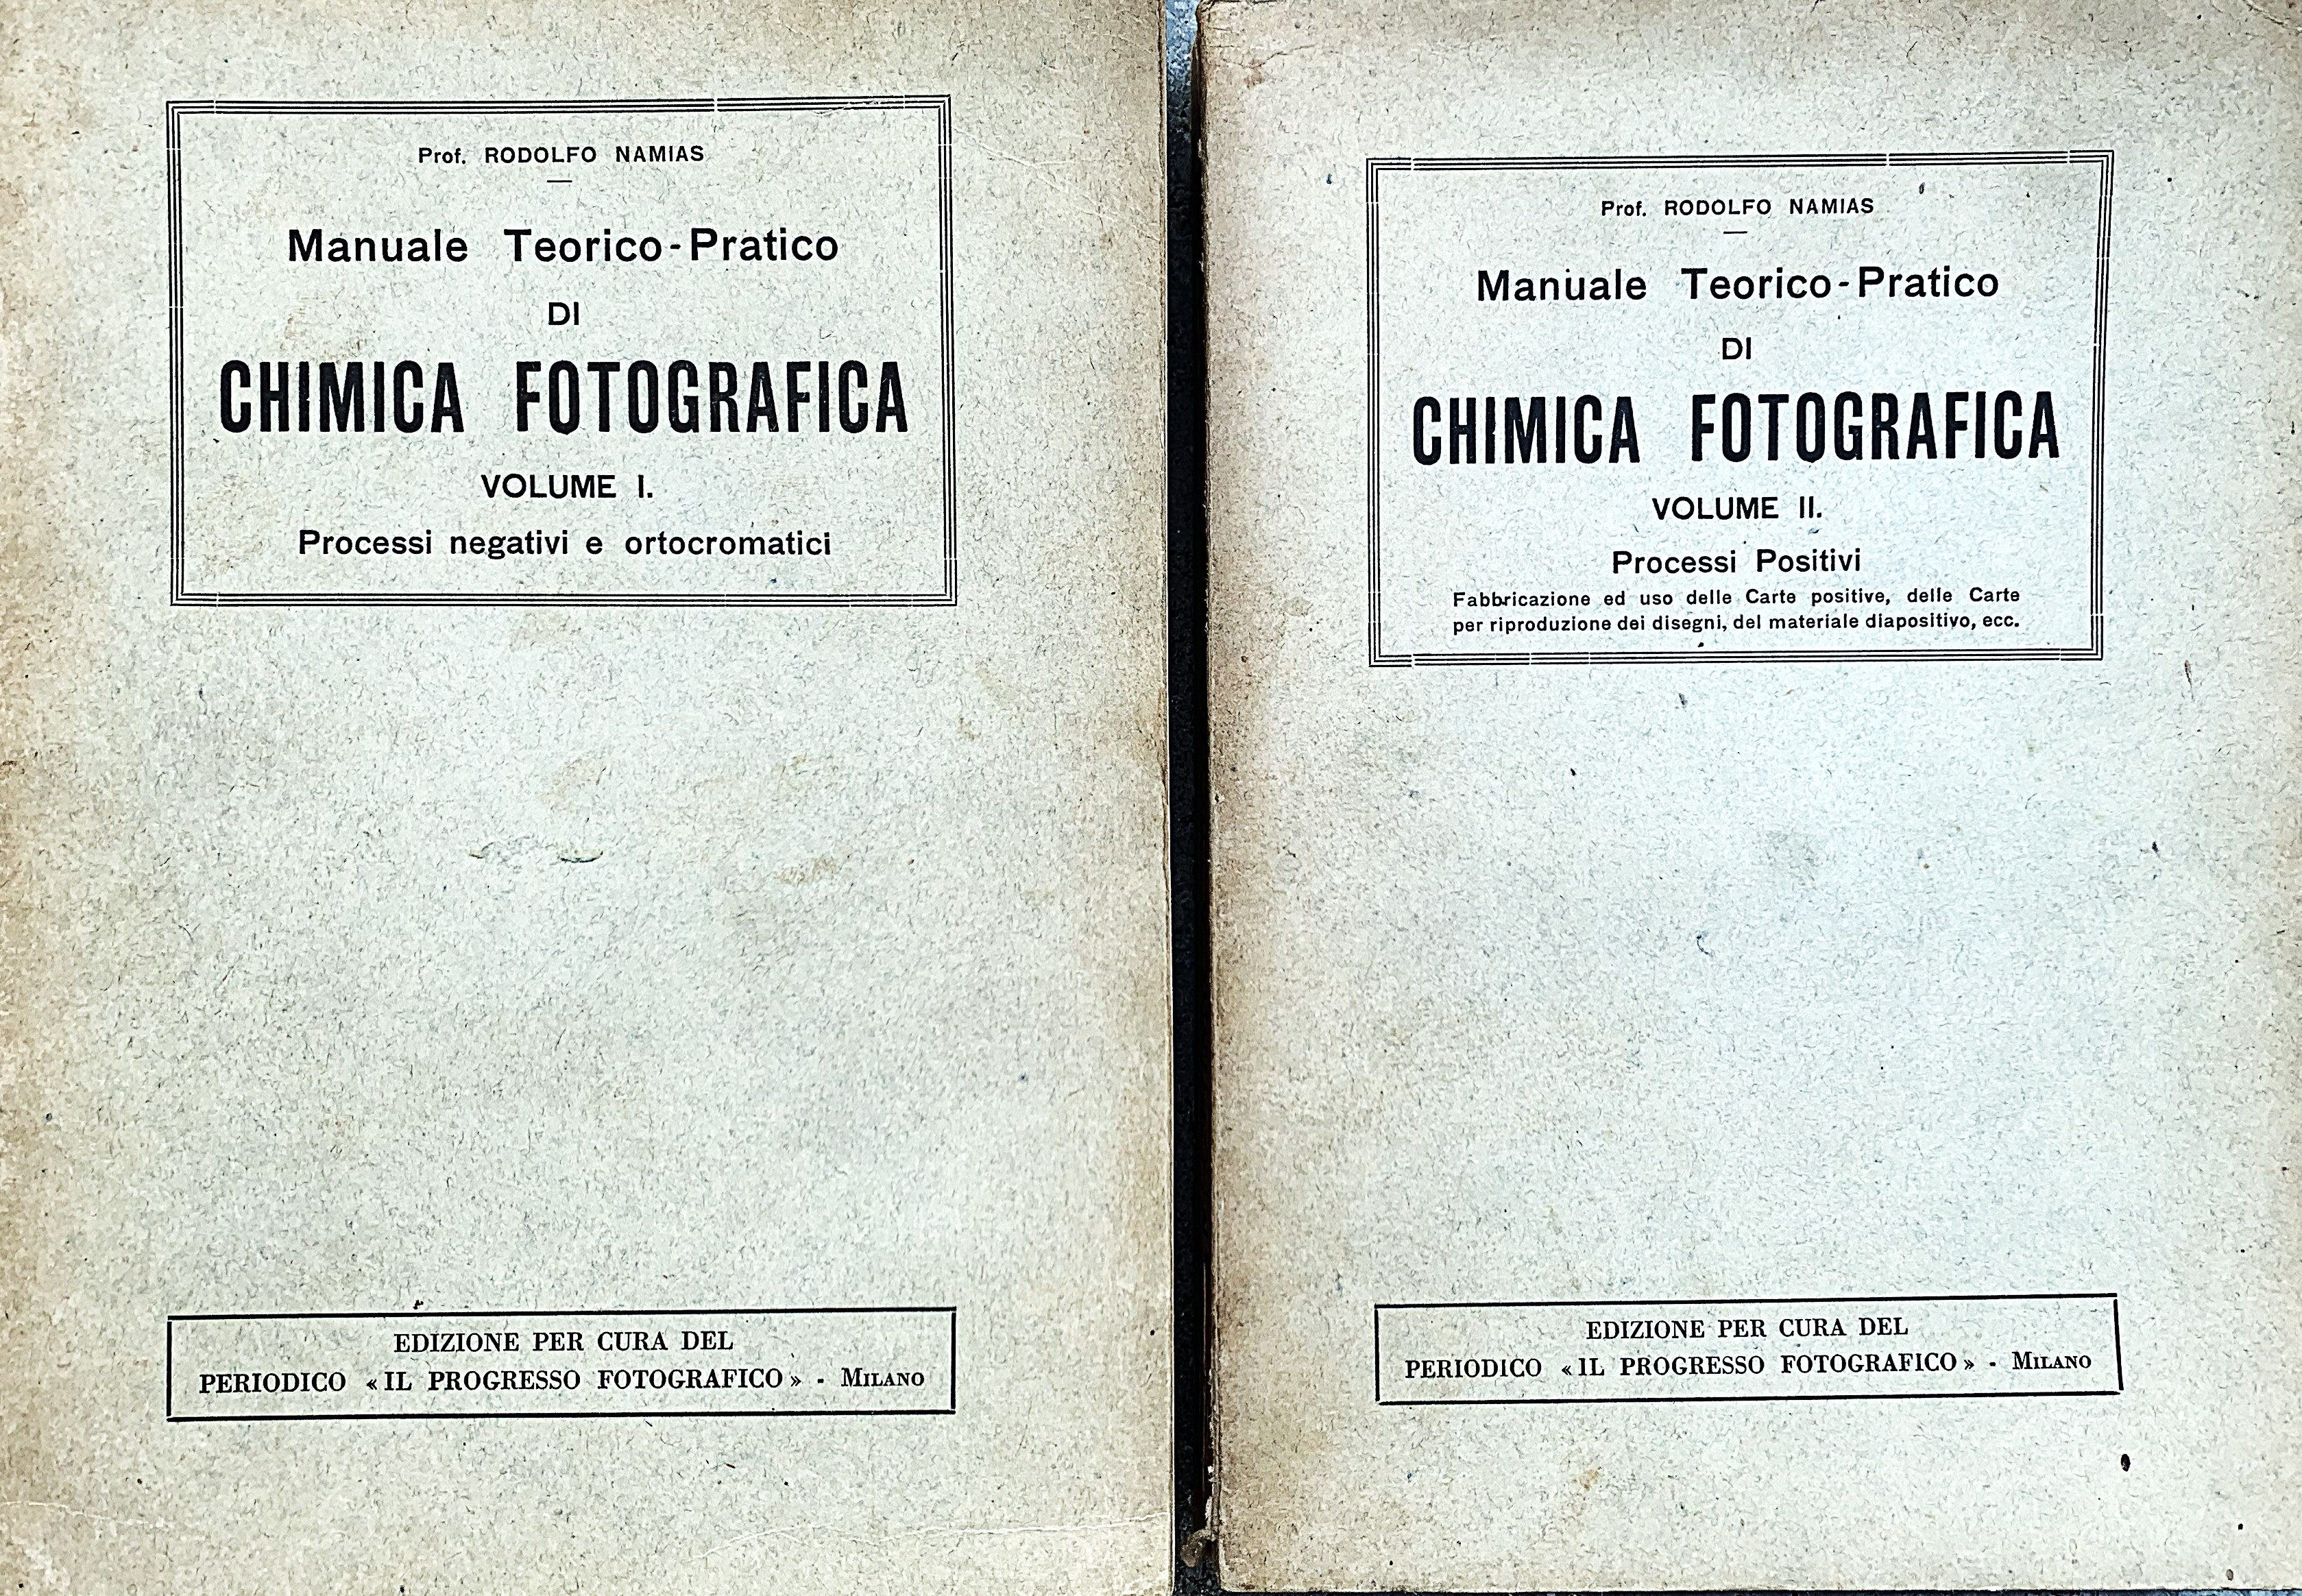 Prof. RODOLFO NAMIAS
Manuale Teorico-Pratico
DI
CHIMICA FOTOGRAFICA
VOLUME I.
Processi negativi e ortocromatici
EDIZIONE PER CURA DEL
PERIODICO «IL PROGRESSO FOTOGRAFICO» - MILANO
Prof. RODOLFO NAMIAS
Manuale Teorico-Pratico
DI
CHIMICA FOTOGRAFICA
VOLUME II.
Processi Positivi
Fabbricazione ed uso delle Carte positive, delle Carte
per riproduzione dei disegni, del materiale diapositivo, ecc.
EDIZIONE PER CURA DEL
PERIODICO «IL PROGRESSO FOTOGRAFICO» - MILANO